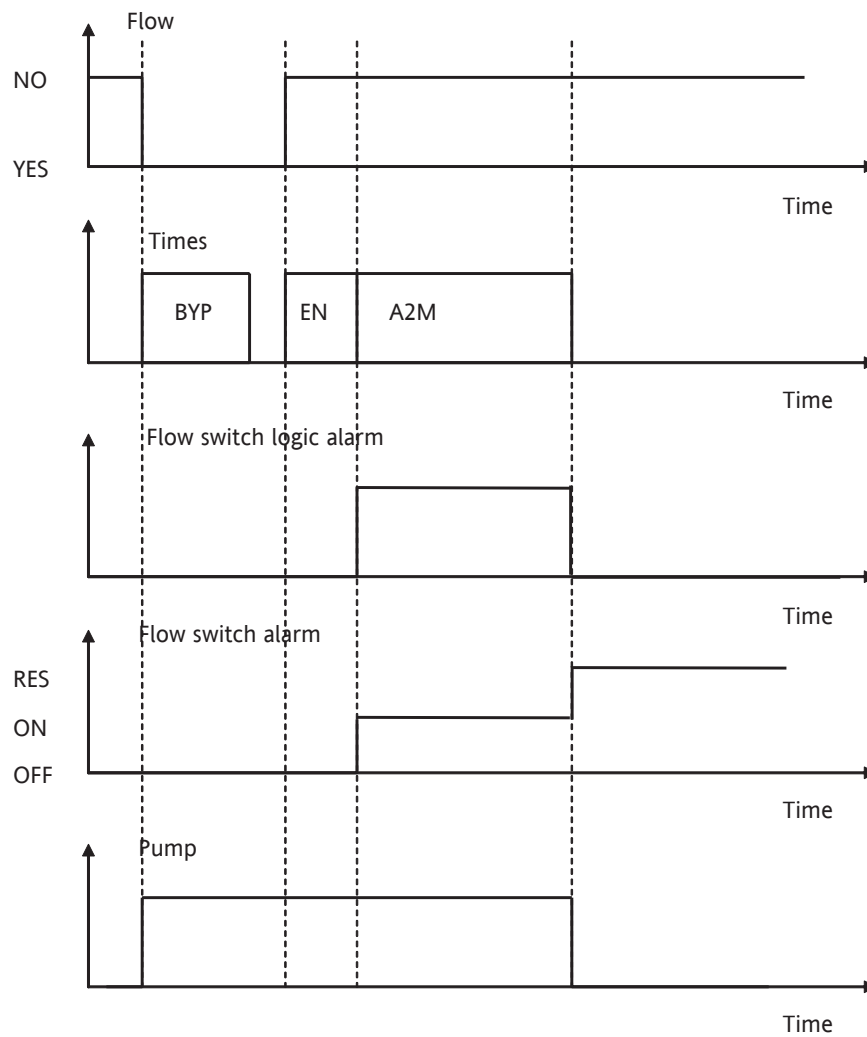 Flow
NO
YES
Time
Times
BYP
EN
A2M
Time
Flow switch logic alarm
Time
Flow switch alarm
RES
ON
OFF
Time
Pump
Time